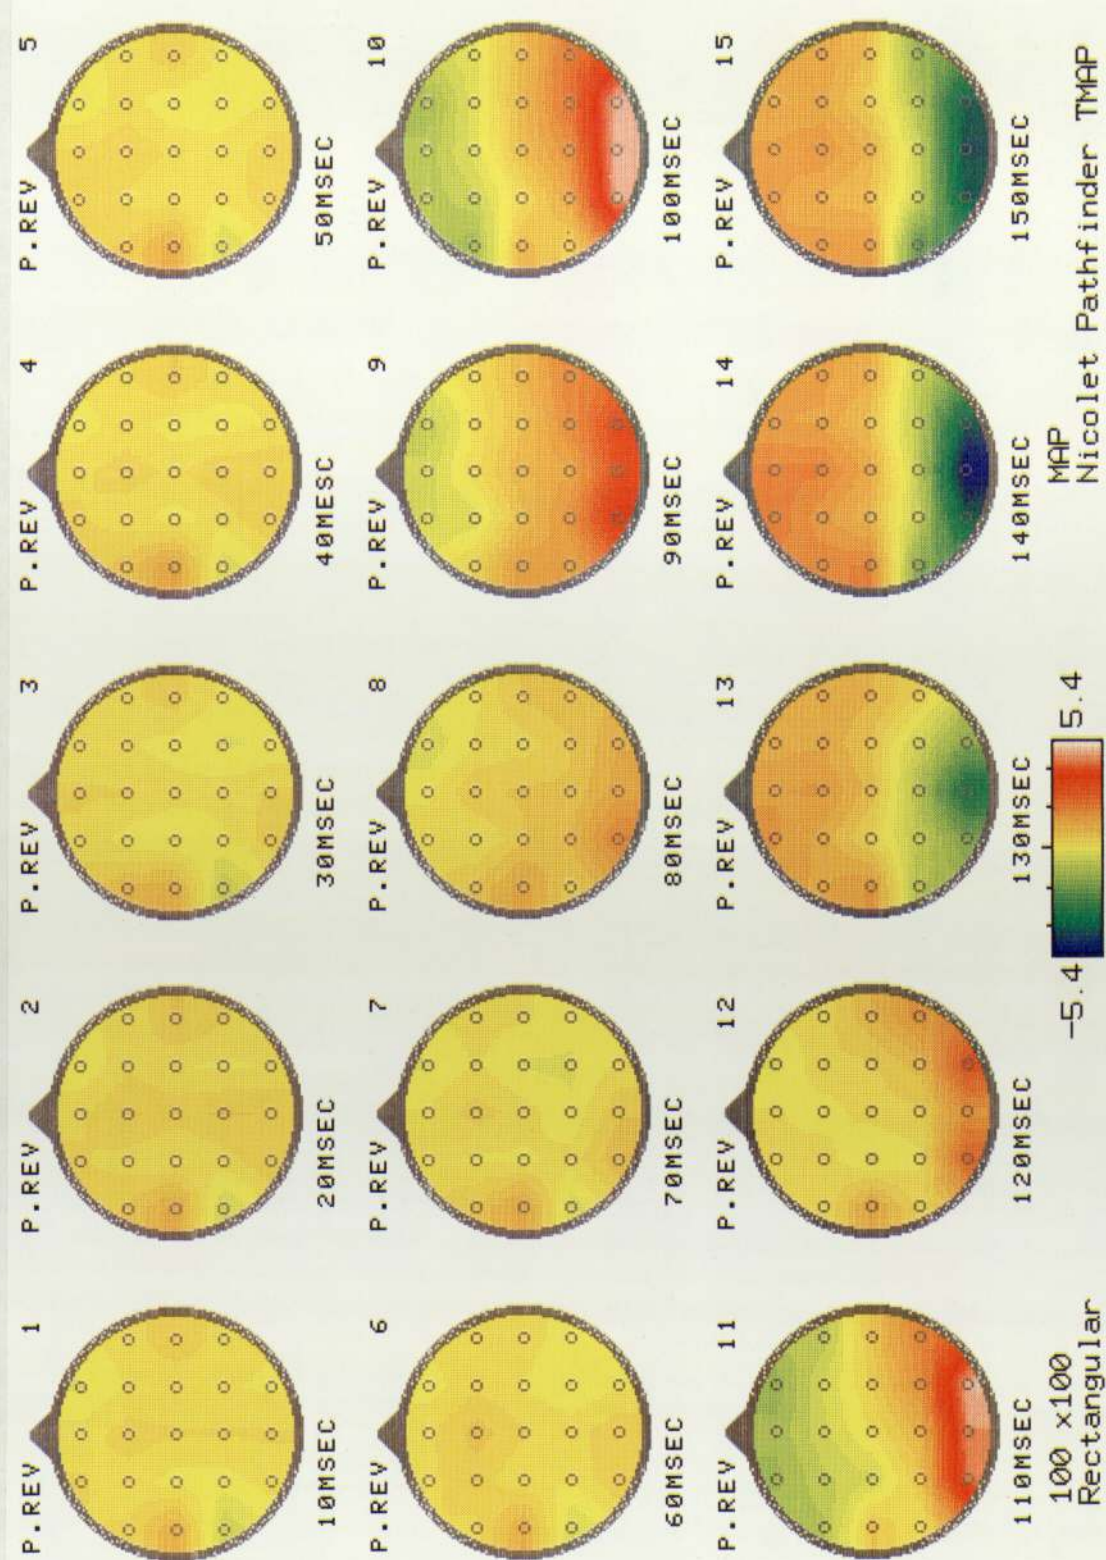 P.REV 1 P.REV 2 P.REV 3 P.REV 4 P.REV 5
10MSEC 20MSEC 30MSEC 40MESC 50MSEC
P.REV 6 P.REV 7 P.REV 8 P.REV 9 P.REV 10
60MSEC 70MSEC 80MSEC 90MSEC 100MSEC
P.REV 11 P.REV 12 P.REV 13 P.REV 14 P.REV 15
110MSEC 120MSEC 130MSEC 140MSEC 150MSEC
100 x100 -5.4 5.4 MAP
Rectangular Nicolet Pathfinder TMAP